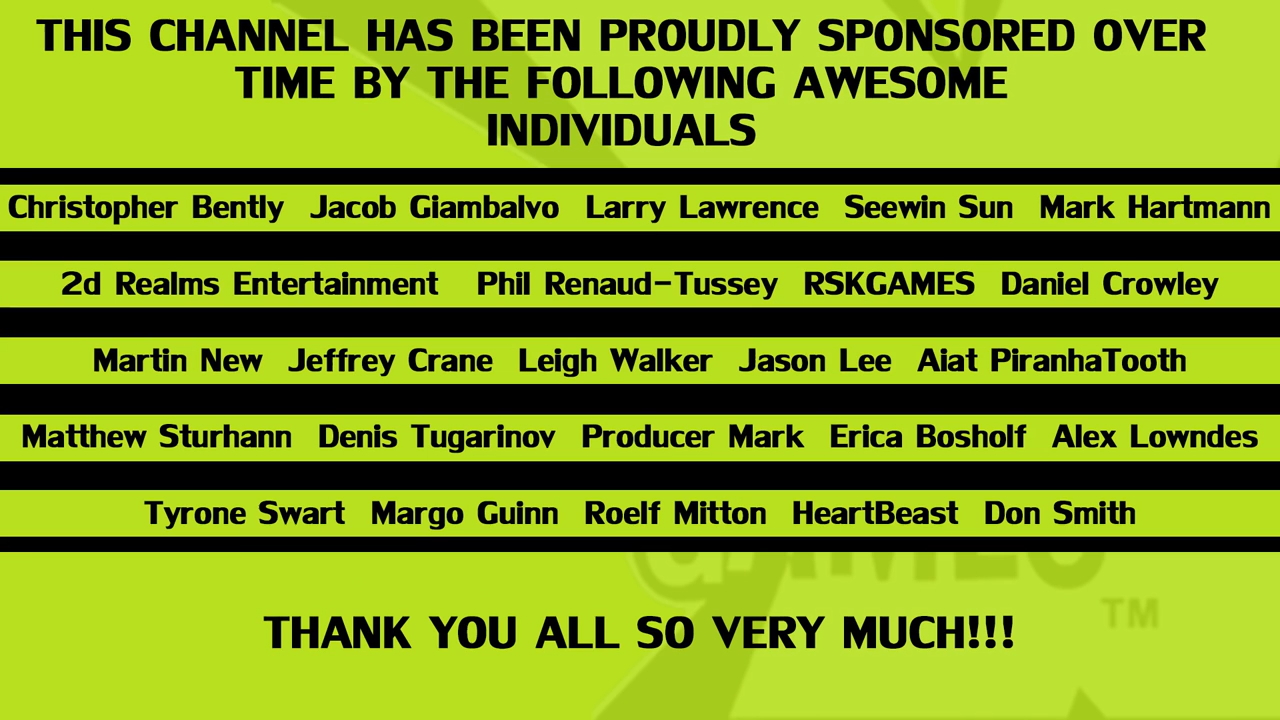 THIS CHANNEL HAS BEEN PROUDLY SPONSORED OVER
TIME BY THE FOLLOWING AWESOME
INDIVIDUALS
Christopher Bently Jacob Giambalvo Larry Lawrence Seewin Sun Mark Hartmann
2d Realms Entertainment Phil Renaud-Tussey RSKGAMES Daniel Crowley
Martin New Jeffrey Crane Leigh Walker Jason Lee Aiat PiranhaTooth
Matthew Sturhann Denis Tugarinov Producer Mark Erica Bosholf Alex Lowndes
Tyrone Swart Margo Guinn Roelf Mitton HeartBeast Don Smith
GAMES
TM
THANK YOU ALL SO VERY MUCH!!!